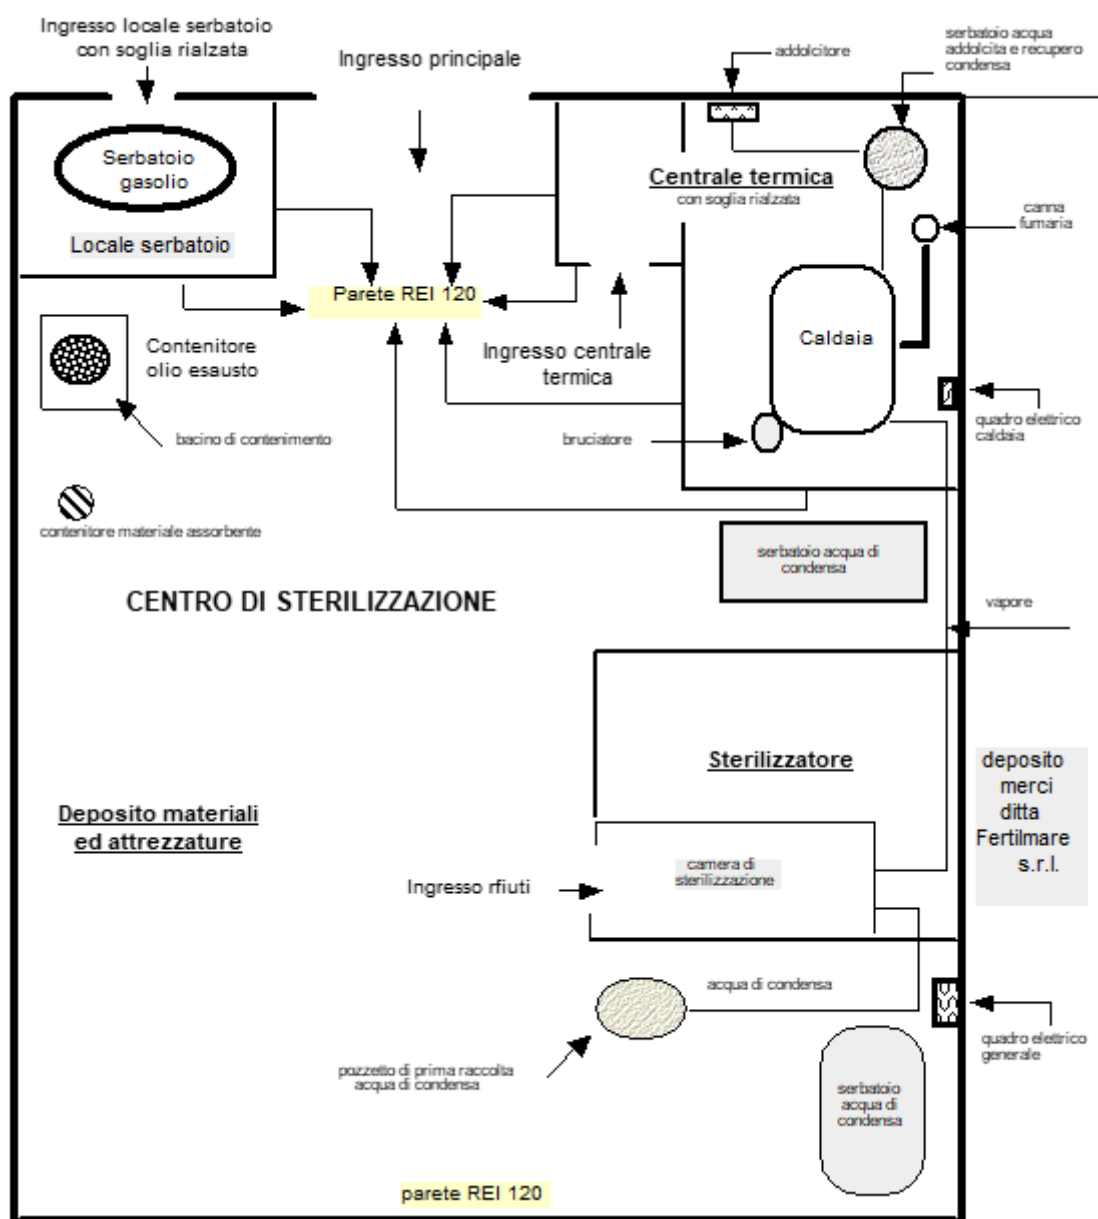 Ingresso locale serbatoio
con soglia rialzata
Ingresso principale
addolcitore
serbatoio acqua
addolcita e recupero
condensa
Serbatoio
gasolio
Locale serbatoio
Centrale termica
con soglia rialzata
canna
fumaria
Parete REI 120
Contenitore
olio esausto
Ingresso centrale
termica
Caldaia
bacino di contenimento
bruciatore
quadro elettrico
caldaia
contenitore materiale assorbente
serbatoio acqua di
condensa
CENTRO DI STERILIZZAZIONE
vapore
Sterilizzatore
deposito
merci
ditta
Fertilmare
s.r.l.
Deposito materiali
ed attrezzature
camera di
sterilizzazione
Ingresso rfiuti
acqua di condensa
quadro elettrico
generale
pozzetto di prima raccolta
acqua di condensa
serbatoio
acqua di
condensa
parete REI 120